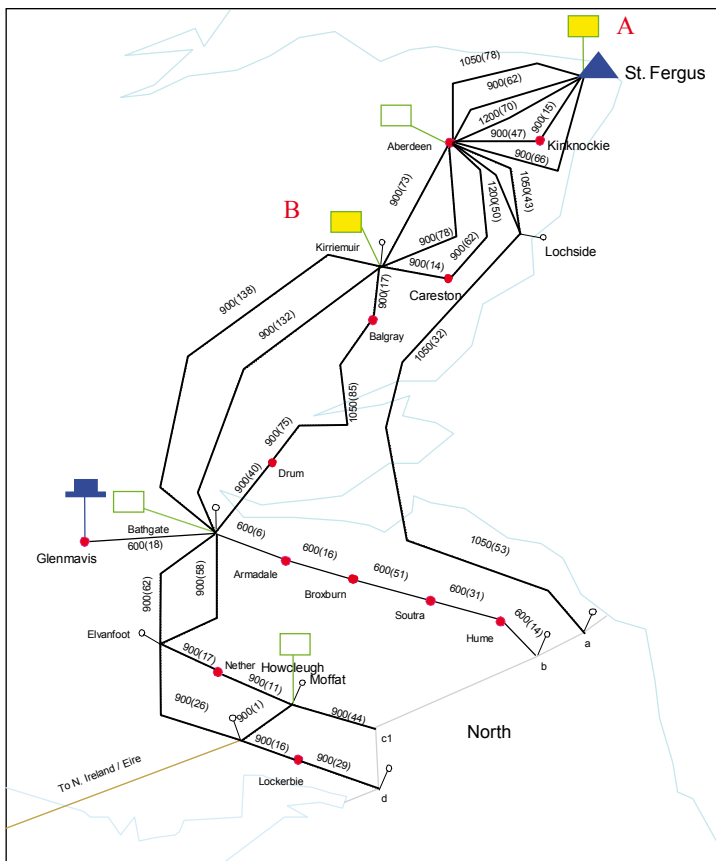 A
1050(78)
St. Fergus
900(62)
1200(70)
900(15)
900(47)
Aberdeen
Kinknockie
900(66)
900(73)
1050(43)
1200(50)
B
900(78)
900(62)
Kirriemuir
Lochside
900(14)
900(17)
Careston
900(138)
900(132)
Balgray
1050(32)
1050(85)
900(75)
Drum
900(40)
Bathgate
600(6)
Glenmavis
600(18)
1050(53)
600(16)
Armadale
600(51)
Broxburn
900(62)
900(58)
600(31)
Soutra
600(14)
Hume
a
Elvanfoot
b
900(17)
Nether
Howcleugh
900(11)
Moffat
900(26)
900(1)
900(44)
c1
North
900(16)
900(29)
To N. Ireland / Eire
Lockerbie
d